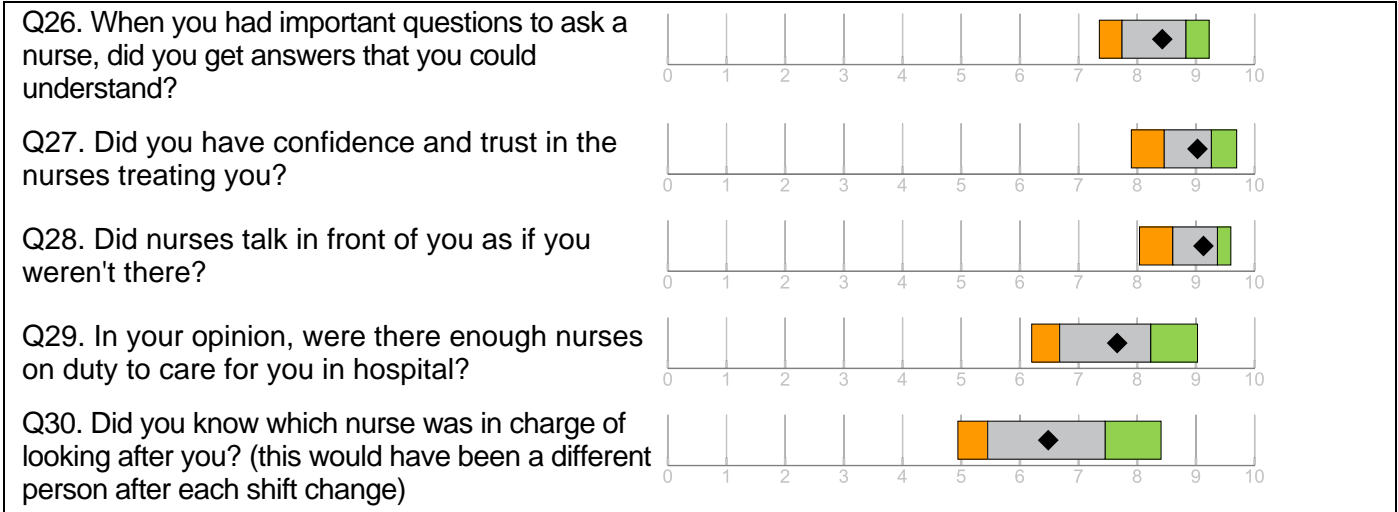 Q26. When you had important questions to ask a
nurse, did you get answers that you could
understand?
0 1 2 3 4 5 6 7 8 9 10
Q27. Did you have confidence and trust in the
nurses treating you?
0 1 2 3 4 5 6 7 8 9 10
Q28. Did nurses talk in front of you as if you
weren't there?
0 1 2 3 4 5 6 7 8 9 10
Q29. In your opinion, were there enough nurses
on duty to care for you in hospital?
0 1 2 3 4 5 6 7 8 9 10
Q30. Did you know which nurse was in charge of
looking after you? (this would have been a different
person after each shift change)
0 1 2 3 4 5 6 7 8 9 10